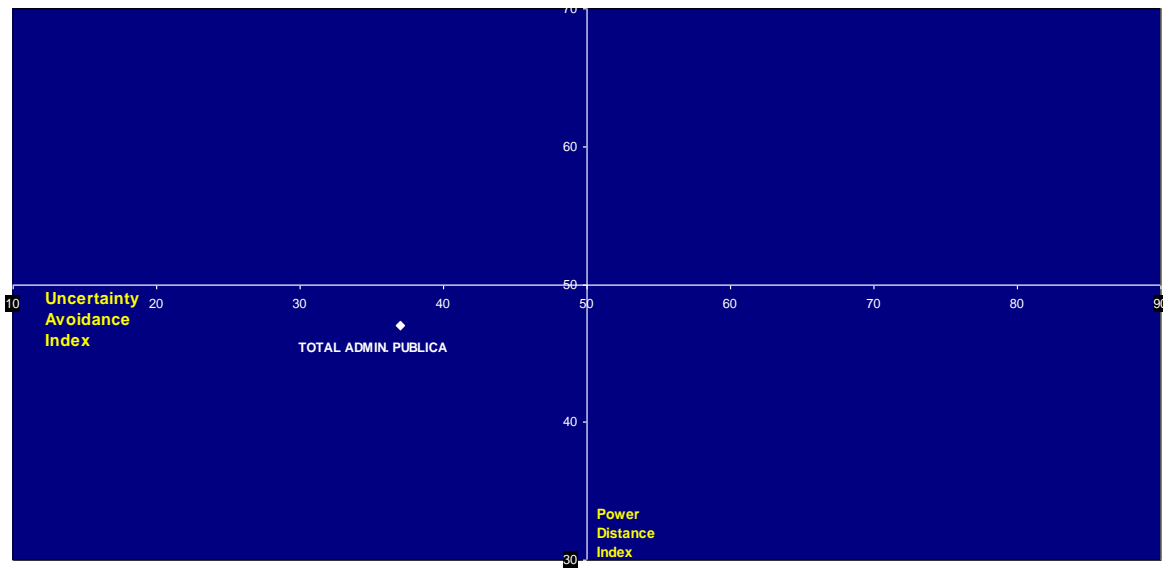 70
60
50
10 20 30 40 50 60 70 80 90
Uncertainty
Avoidance
Index
TOTAL ADMIN. PUBLICA
40
Power
Distance
Index
30